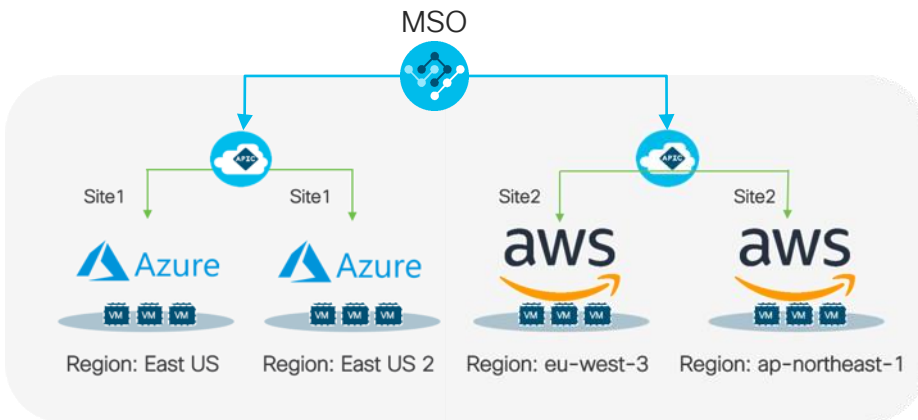 MSO
APIC
APIC
Site1
Site1
Site2
Site2
Azure
Azure
aws
aws
VM VM VM
VM VM VM
VM VM VM
VM VM VM
Region: East US
Region: East US 2
Region: eu-west-3
Region: ap-northeast-1